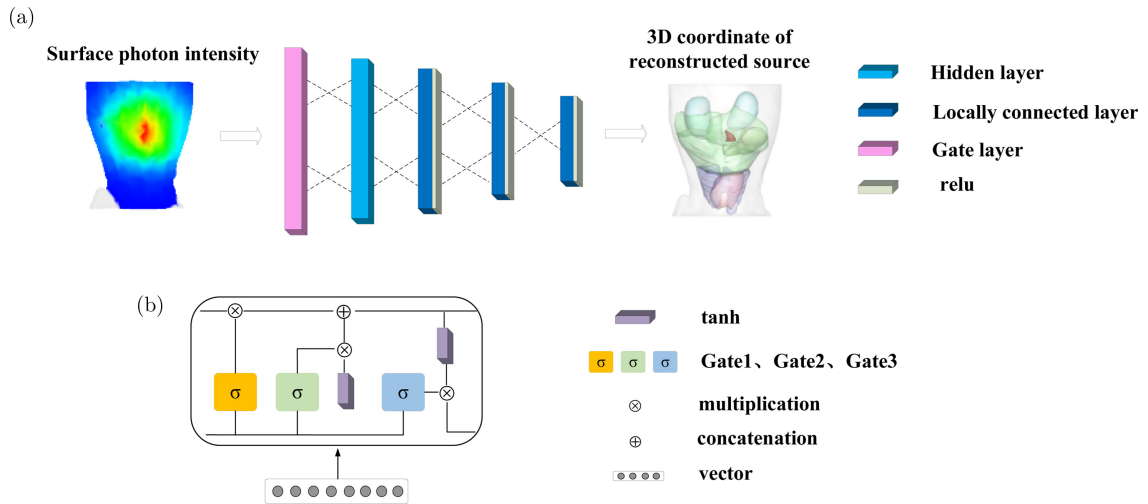 (a)
Surface photon intensity
3D coordinate of
reconstructed source
Hidden layer
Locally connected layer
Gate layer
relu
(b)
σ
σ
σ
tanh
σ σ σ Gate1、Gate2、Gate3
⊗ multiplication
⊕ concatenation
vector